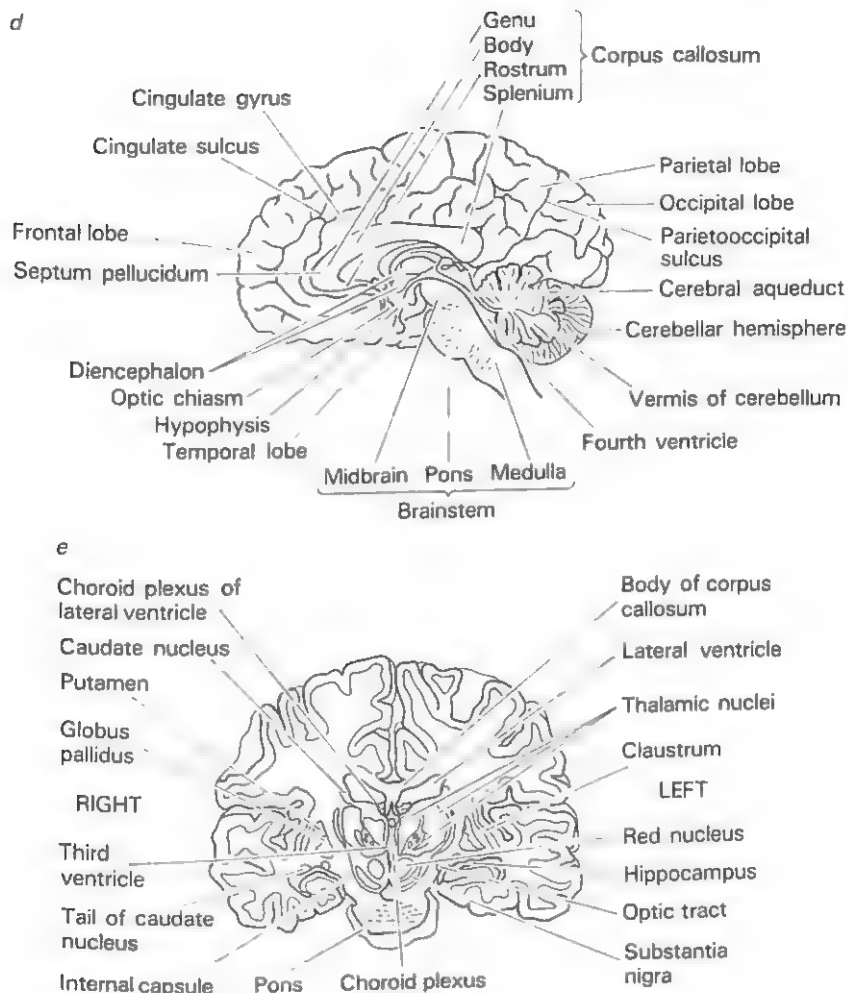 d
Genu
Body
Rostrum
Splenium
Corpus callosum
Cingulate gyrus
Cingulate sulcus
Frontal lobe
Septum pellucidum
Parietal lobe
Occipital lobe
Parietooccipital
sulcus
Cerebral aqueduct
Cerebellar hemisphere
Vermis of cerebellum
Fourth ventricle
Diencephalon
Optic chiasm
Hypophysis
Temporal lobe
Midbrain Pons Medulla
Brainstem
e
Choroid plexus of
lateral ventricle
Caudate nucleus
Putamen
Globus
pallidus
RIGHT
Third
ventricle
Tail of caudate
nucleus
Internal capsule
Pons
Choroid plexus
Body of corpus
callosum
Lateral ventricle
Thalamic nuclei
Claustrum
LEFT
Red nucleus
Hippocampus
Optic tract
Substantia
nigra